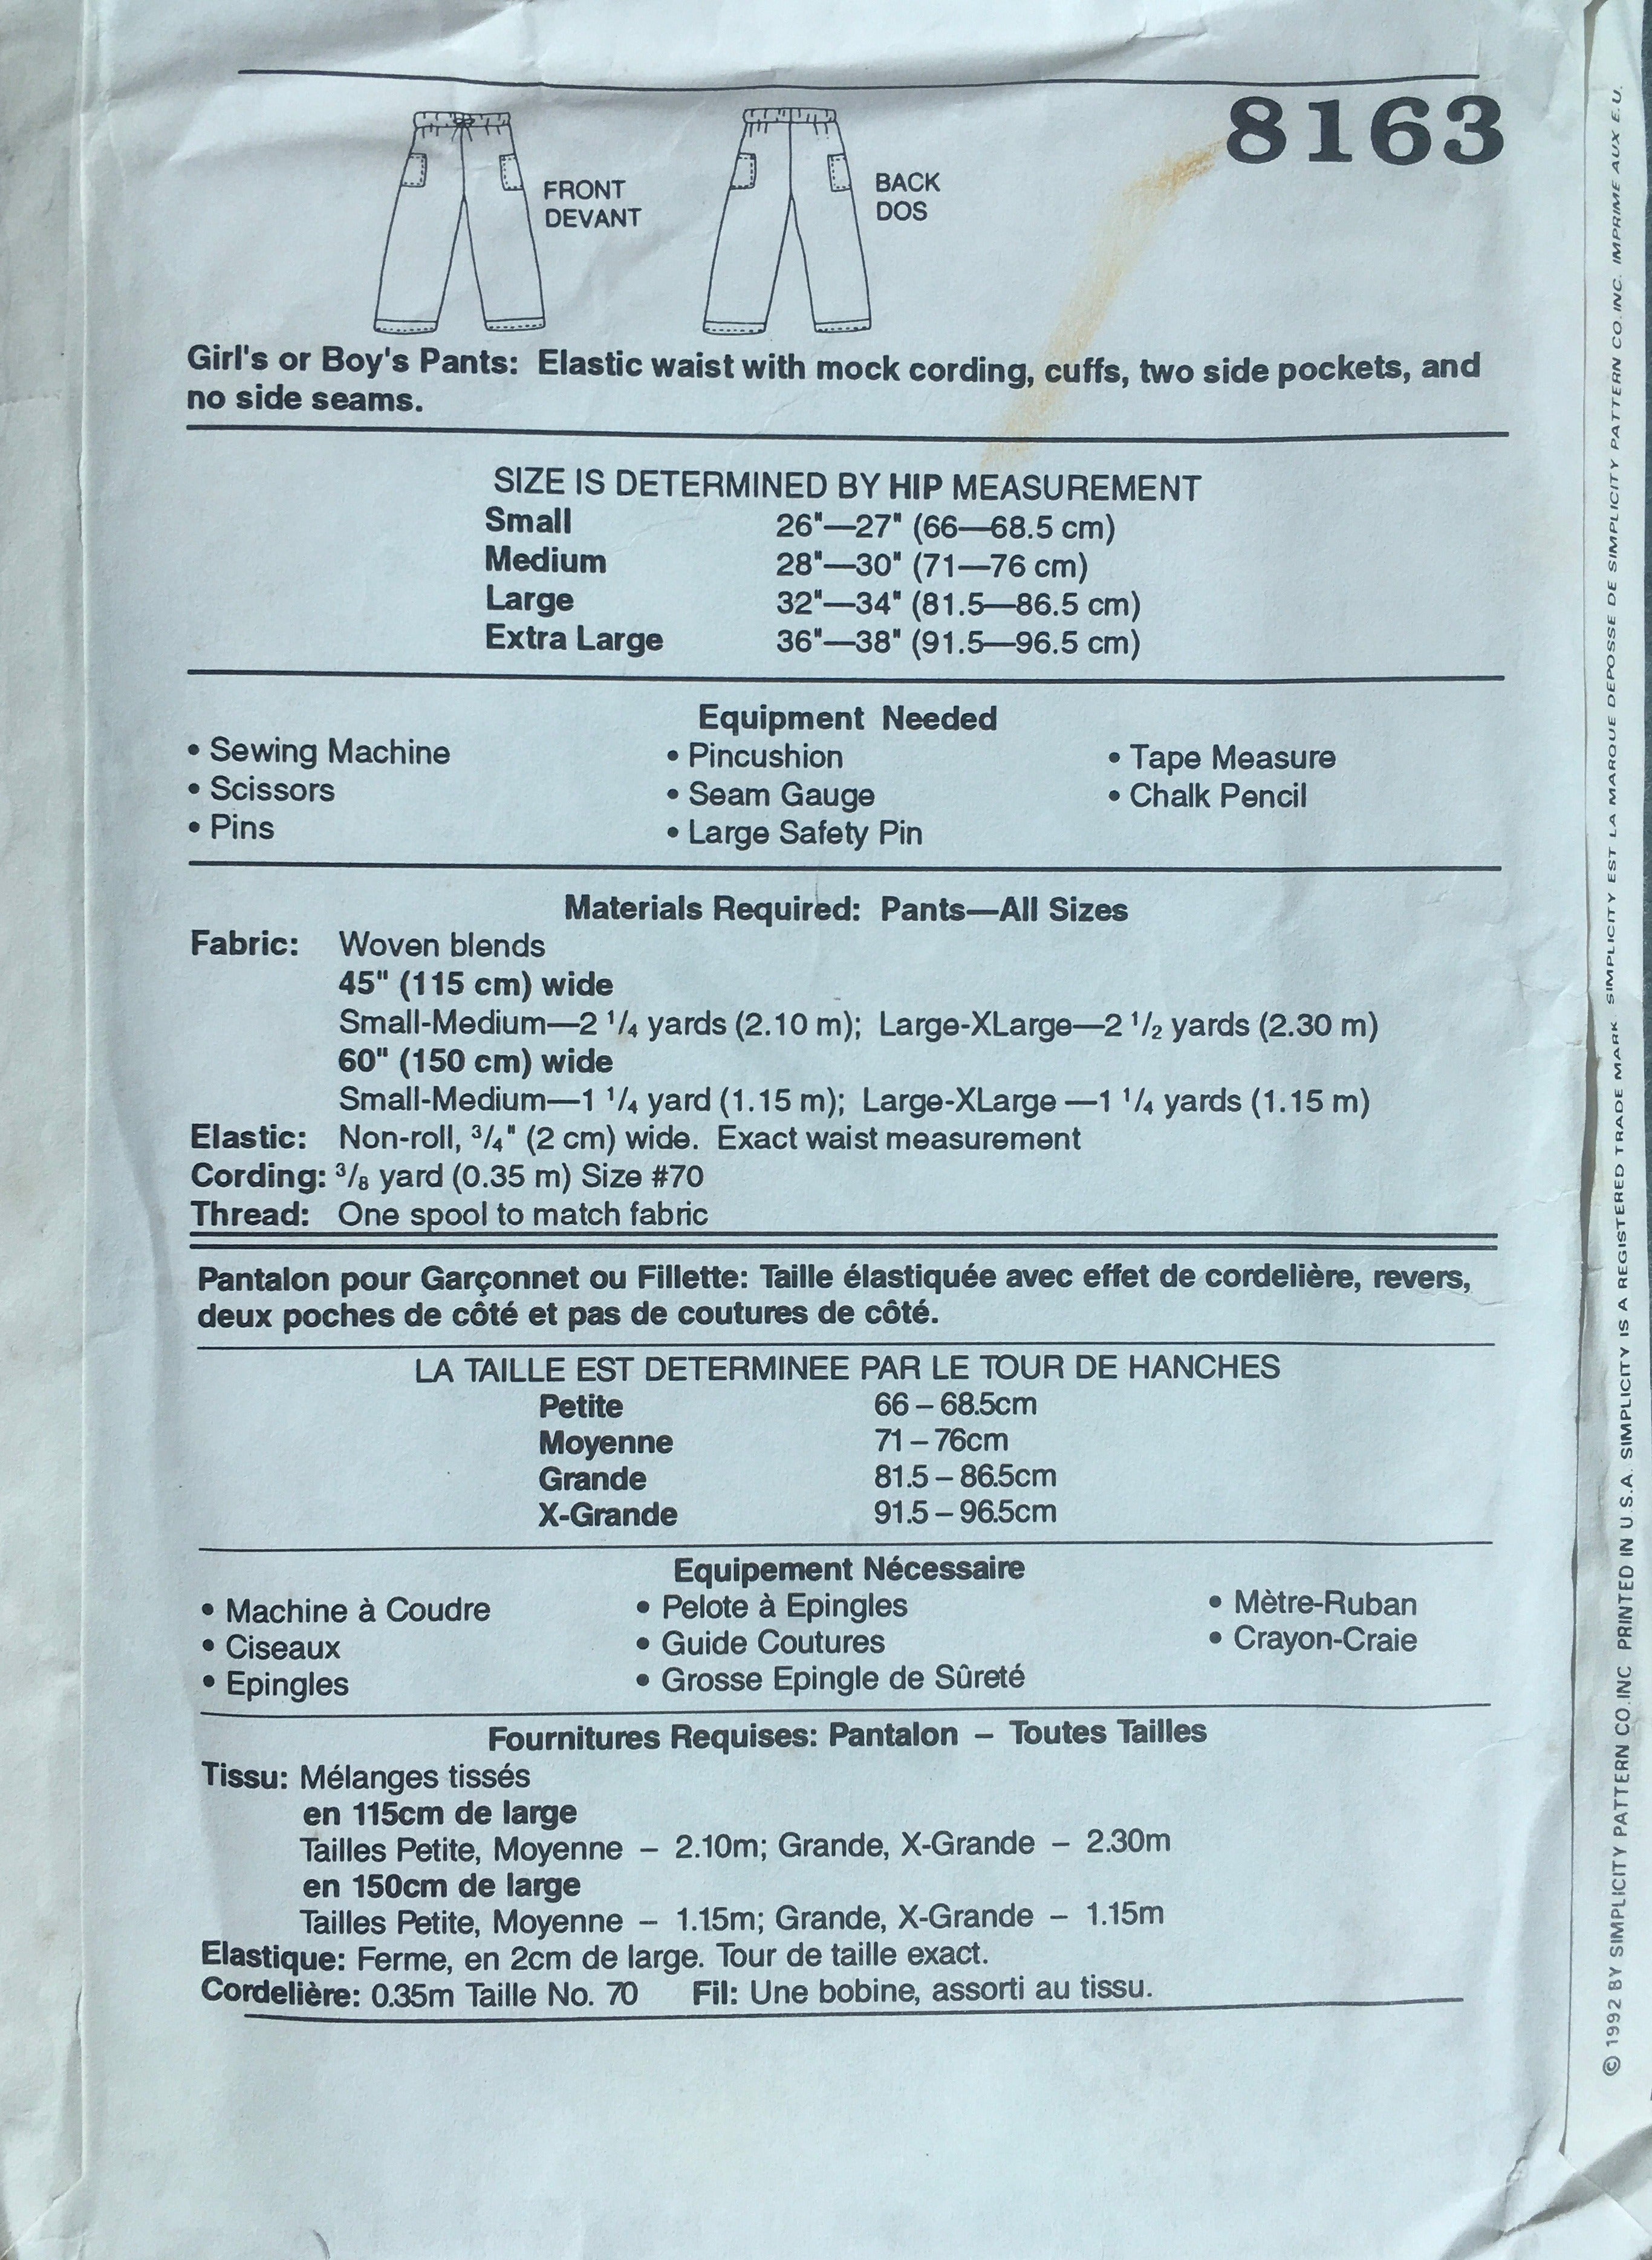 8163
FRONT
DEVANT
BACK
DOS
Girl's or Boy's Pants: Elastic waist with mock cording, cuffs, two side pockets, and
no side seams.
SIZE IS DETERMINED BY HIP MEASUREMENT
Small 26"—27" (66—68.5 cm)
Medium 28"—30" (71—76 cm)
Large 32"—34" (81.5—86.5 cm)
Extra Large 36"—38" (91.5—96.5 cm)
Equipment Needed
• Sewing Machine • Pincushion • Tape Measure
• Scissors • Seam Gauge • Chalk Pencil
• Pins • Large Safety Pin
Materials Required: Pants—All Sizes
Fabric: Woven blends
45" (115 cm) wide
Small-Medium—2 1/4 yards (2.10 m); Large-XLarge—2 1/2 yards (2.30 m)
60" (150 cm) wide
Small-Medium—1 1/4 yard (1.15 m); Large-XLarge —1 1/4 yards (1.15 m)
Elastic: Non-roll, 3/4" (2 cm) wide. Exact waist measurement
Cording: 3/8 yard (0.35 m) Size #70
Thread: One spool to match fabric
Pantalon pour Garçonnet ou Fillette: Taille élastiquée avec effet de cordelière, revers,
deux poches de côté et pas de coutures de côté.
LA TAILLE EST DETERMINEE PAR LE TOUR DE HANCHES
Petite 66 – 68.5cm
Moyenne 71 – 76cm
Grande 81.5 – 86.5cm
X-Grande 91.5 – 96.5cm
Equipement Nécessaire
• Machine à Coudre • Pelote à Epingles • Mètre-Ruban
• Ciseaux • Guide Coutures • Crayon-Craie
• Epingles • Grosse Epingle de Sûreté
Fournitures Requises: Pantalon – Toutes Tailles
Tissu: Mélanges tissés
en 115cm de large
Tailles Petite, Moyenne – 2.10m; Grande, X-Grande – 2.30m
en 150cm de large
Tailles Petite, Moyenne – 1.15m; Grande, X-Grande – 1.15m
Elastique: Ferme, en 2cm de large. Tour de taille exact.
Cordelière: 0.35m Taille No. 70 Fil: Une bobine, assorti au tissu.
© 1992 BY SIMPLICITY PATTERN CO. INC PRINTED IN U.S.A. SIMPLICITY IS A REGISTERED TRADE MARK SIMPLICITY EST LA MARQUE DEPOSSE DE SIMPLICITY PATTERN CO. INC. IMPRIME AUX E.U.